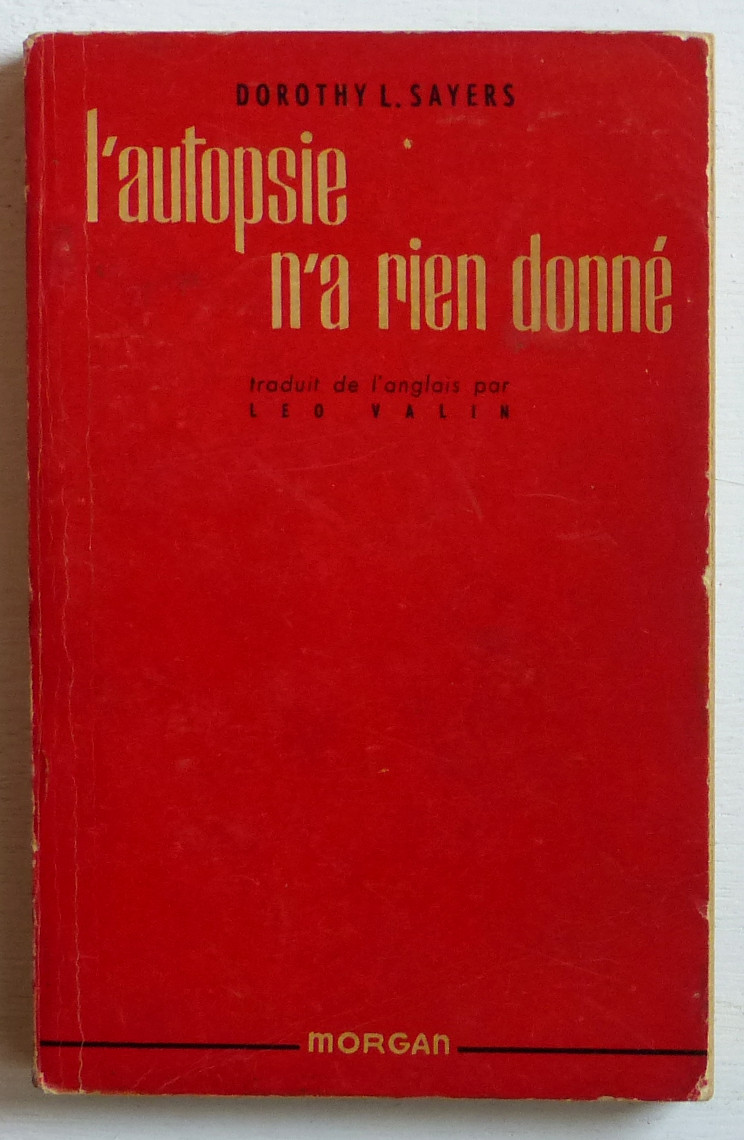 DOROTHY L. SAYERS
l'autopsie
n'a rien donné
traduit de l'anglais par
LEO VALIN
MORGAN